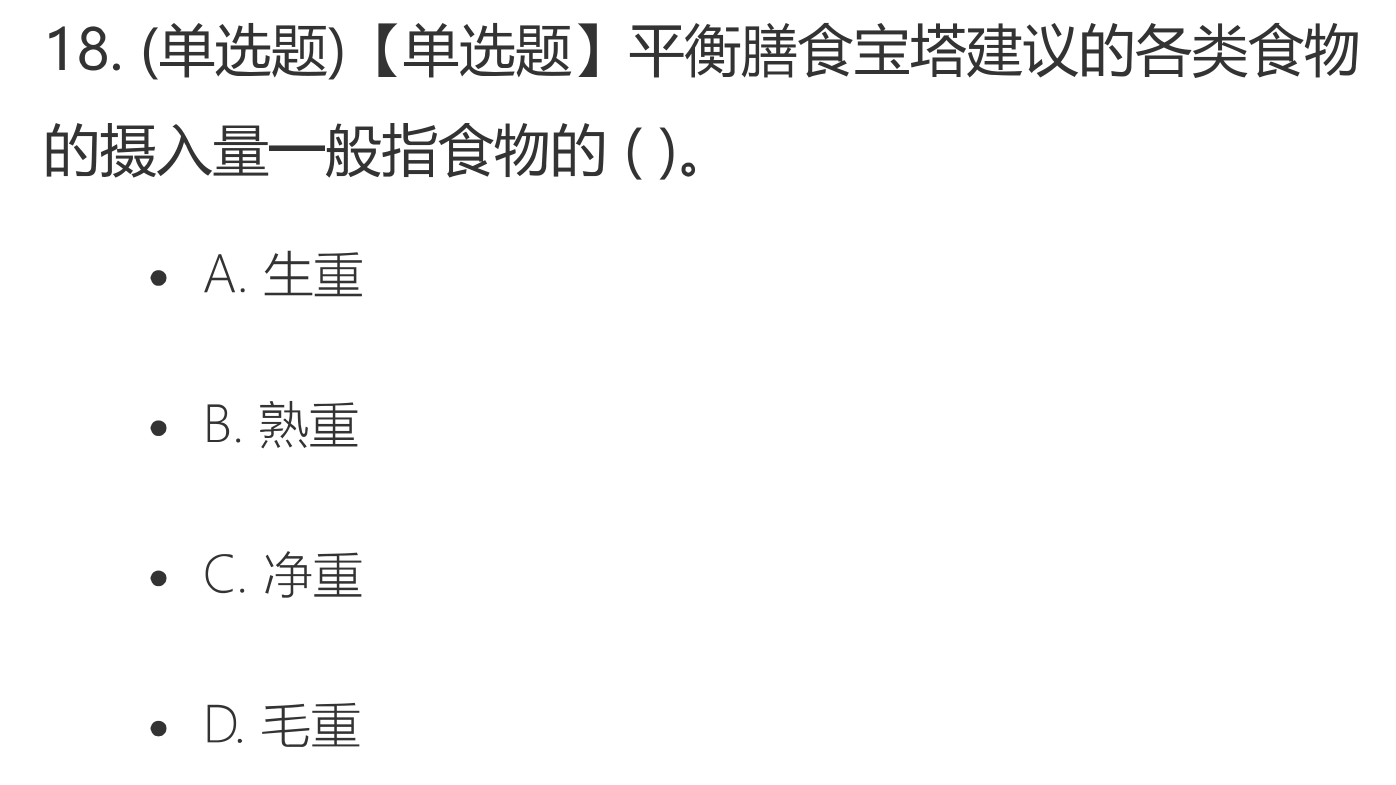 18. (单选题)【单选题】平衡膳食宝塔建议的各类食物
的摄入量一般指食物的 ( )。
A. 生重
B. 熟重
C. 净重
D. 毛重